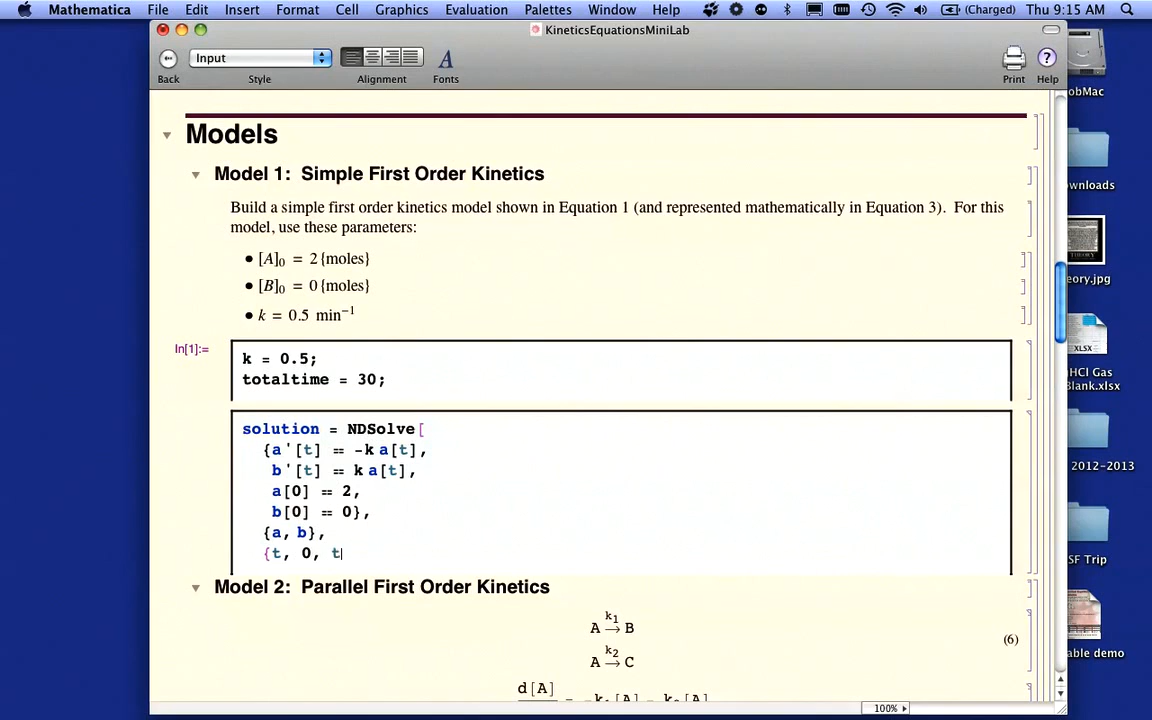 Mathematica File Edit Insert Format Cell Graphics Evaluation Palettes Window Help (Charged) Thu 9:15 AM
KineticsEquationsMiniLab
Input
Back Style Alignment Fonts Print Help
Models
Model 1: Simple First Order Kinetics
Build a simple first order kinetics model shown in Equation 1 (and represented mathematically in Equation 3). For this
model, use these parameters:
• [A]₀ = 2 {moles}
• [B]₀ = 0 {moles}
• k = 0.5 min⁻¹
In[1]:=
k = 0.5;
totaltime = 30;
solution = NDSolve[
{a'[t] == -k a[t],
b'[t] == k a[t],
a[0] == 2,
b[0] == 0},
{a, b},
{t, 0, t
Model 2: Parallel First Order Kinetics
A k₁→ B
A k₂→ C
(6)
d[A]
100%
obMac
wnloads
THEORY
eory.jpg
XLSX
HCl Gas
lank.xlsx
2012-2013
SF Trip
able demo